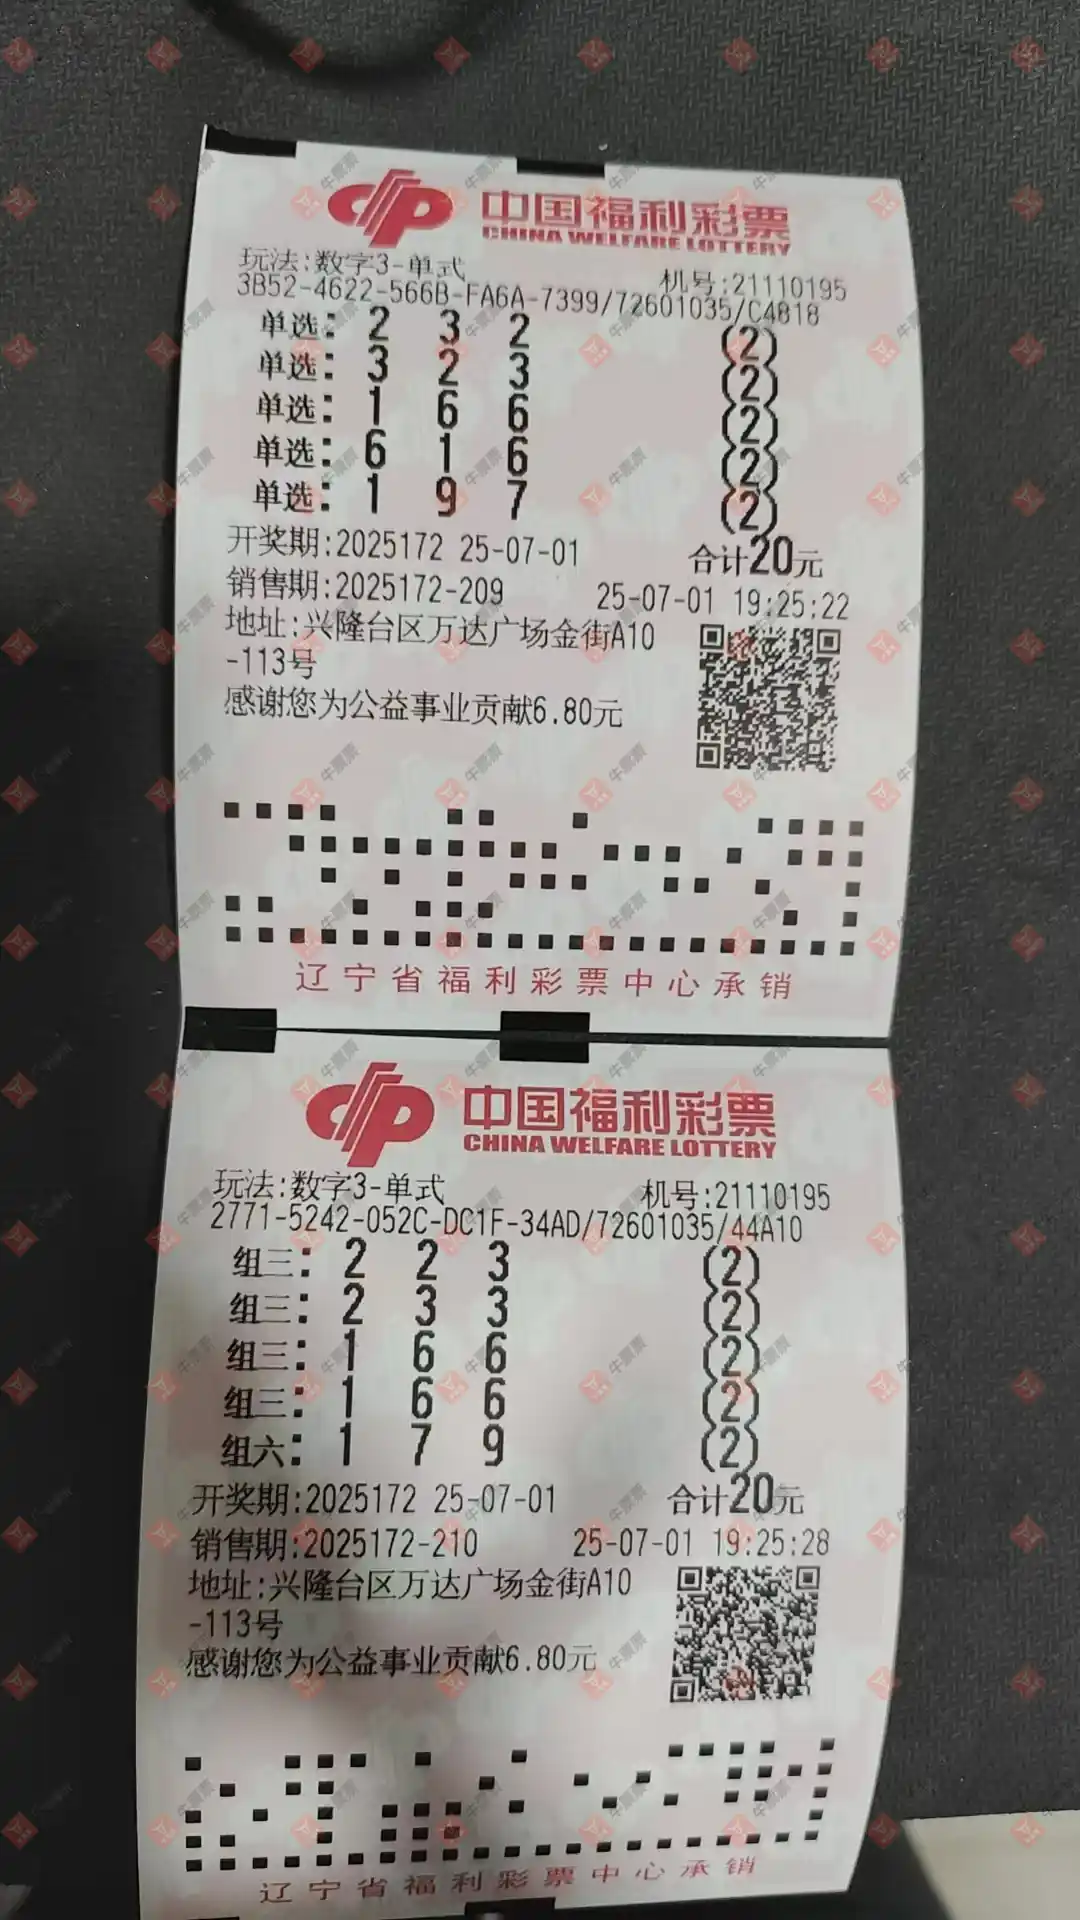 中国福利彩票
CHINA WELFARE LOTTERY
玩法:数字3-单式 机号:21110195
3B52-4622-566B-FA6A-7399/72601035/C4818
单选: 2 3 2 (2)
单选: 3 2 3 (2)
单选: 1 6 6 (2)
单选: 6 1 6 (2)
单选: 1 9 7 (2)
开奖期:2025172 25-07-01 合计20元
销售期:2025172-209 25-07-01 19:25:22
地址:兴隆台区万达广场金街A10
-113号
感谢您为公益事业贡献6.80元
辽宁省福利彩票中心承销
中国福利彩票
CHINA WELFARE LOTTERY
玩法:数字3-单式 机号:21110195
2771-5242-052C-DC1F-34AD/72601035/44A10
组三: 2 2 3 (2)
组三: 2 3 3 (2)
组三: 1 6 6 (2)
组三: 1 6 6 (2)
组六: 1 7 9 (2)
开奖期:2025172 25-07-01 合计20元
销售期:2025172-210 25-07-01 19:25:28
地址:兴隆台区万达广场金街A10
-113号
感谢您为公益事业贡献6.80元
辽宁省福利彩票中心承销
牛票票